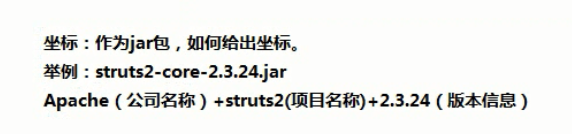 坐标：作为jar包，如何给出坐标。
举例：struts2-core-2.3.24.jar
Apache（公司名称）+struts2(项目名称)+2.3.24（版本信息）